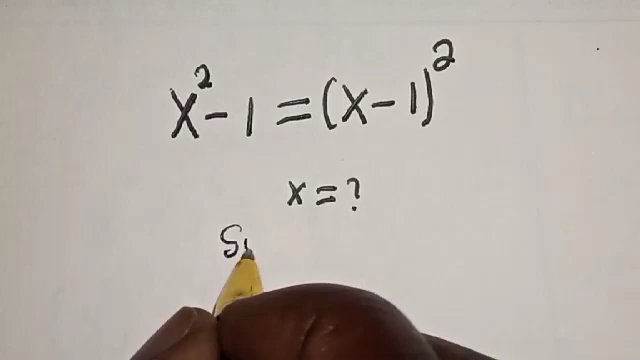 x² - 1 = (x - 1)²
x = ?
S